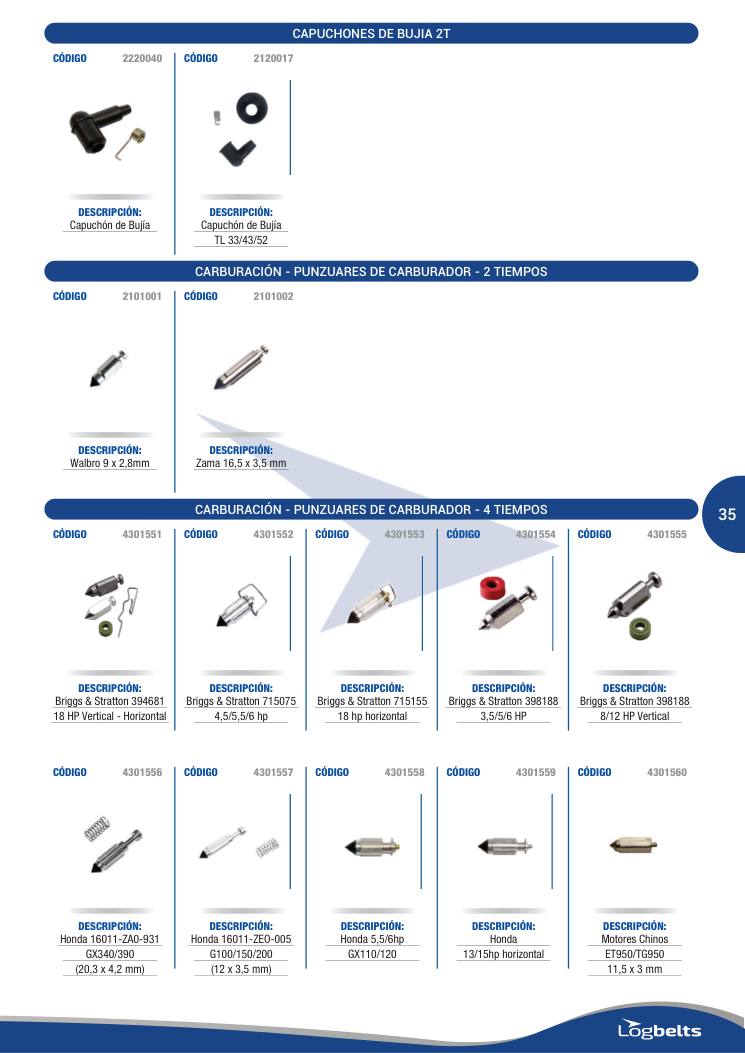 CAPUCHONES DE BUJIA 2T
CÓDIGO 2220040
DESCRIPCIÓN:
Capuchón de Bujía
CÓDIGO 2120017
DESCRIPCIÓN:
Capuchón de Bujía
TL 33/43/52
CARBURACIÓN - PUNZUARES DE CARBURADOR - 2 TIEMPOS
CÓDIGO 2101001
DESCRIPCIÓN:
Walbro 9 x 2,8mm
CÓDIGO 2101002
DESCRIPCIÓN:
Zama 16,5 x 3,5 mm
CARBURACIÓN - PUNZUARES DE CARBURADOR - 4 TIEMPOS
35
CÓDIGO 4301551
DESCRIPCIÓN:
Briggs & Stratton 394681
18 HP Vertical - Horizontal
CÓDIGO 4301552
DESCRIPCIÓN:
Briggs & Stratton 715075
4,5/5,5/6 hp
CÓDIGO 4301553
DESCRIPCIÓN:
Briggs & Stratton 715155
18 hp horizontal
CÓDIGO 4301554
DESCRIPCIÓN:
Briggs & Stratton 398188
3,5/5/6 HP
CÓDIGO 4301555
DESCRIPCIÓN:
Briggs & Stratton 398188
8/12 HP Vertical
CÓDIGO 4301556
DESCRIPCIÓN:
Honda 16011-ZA0-931
GX340/390
(20,3 x 4,2 mm)
CÓDIGO 4301557
DESCRIPCIÓN:
Honda 16011-ZE0-005
G100/150/200
(12 x 3,5 mm)
CÓDIGO 4301558
DESCRIPCIÓN:
Honda 5,5/6hp
GX110/120
CÓDIGO 4301559
DESCRIPCIÓN:
Honda
13/15hp horizontal
CÓDIGO 4301560
DESCRIPCIÓN:
Motores Chinos
ET950/TG950
11,5 x 3 mm
Logbelts